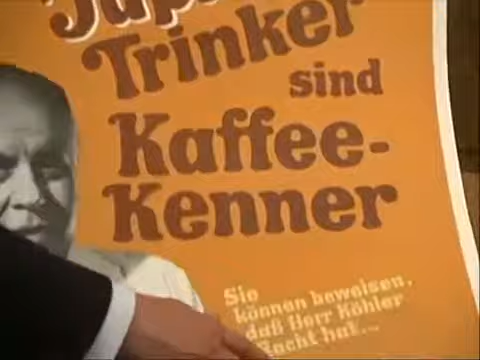 Trinker
sind
Kaffee-
Kenner
Sie
können beweisen,
daß Herr Köhler
Recht hat...